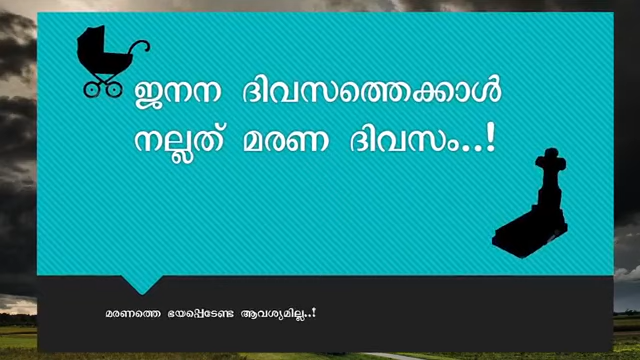 ജനന ദിവസത്തെക്കാൾ
നല്ലത് മരണ ദിവസം..!
മരണത്തെ ഭയപ്പെടേണ്ട ആവശ്യമില്ല..!